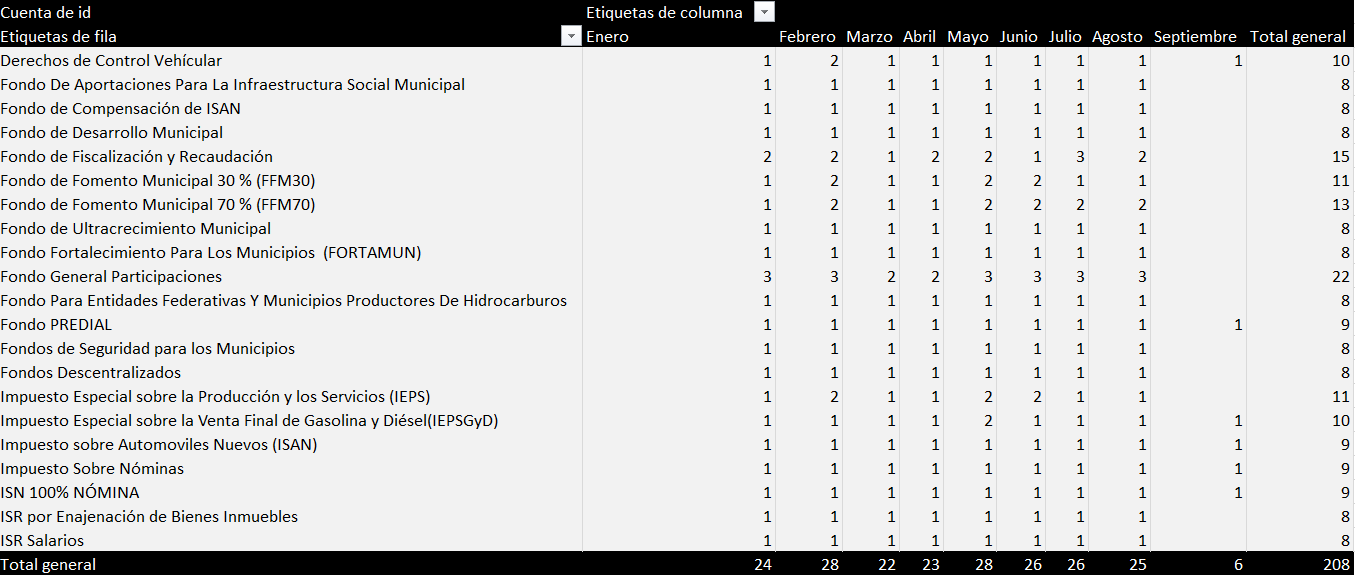 Cuenta de id Etiquetas de columna
Etiquetas de fila Enero Febrero Marzo Abril Mayo Junio Julio Agosto Septiembre Total general
Derechos de Control Vehícular 1 2 1 1 1 1 1 1 1 10
Fondo De Aportaciones Para La Infraestructura Social Municipal 1 1 1 1 1 1 1 1 8
Fondo de Compensación de ISAN 1 1 1 1 1 1 1 1 8
Fondo de Desarrollo Municipal 1 1 1 1 1 1 1 1 8
Fondo de Fiscalización y Recaudación 2 2 1 2 2 1 3 2 15
Fondo de Fomento Municipal 30 % (FFM30) 1 2 1 1 2 2 1 1 11
Fondo de Fomento Municipal 70 % (FFM70) 1 2 1 1 2 2 2 2 13
Fondo de Ultracrecimiento Municipal 1 1 1 1 1 1 1 1 8
Fondo Fortalecimiento Para Los Municipios  (FORTAMUN) 1 1 1 1 1 1 1 1 8
Fondo General Participaciones 3 3 2 2 3 3 3 3 22
Fondo Para Entidades Federativas Y Municipios Productores De Hidrocarburos 1 1 1 1 1 1 1 1 8
Fondo PREDIAL 1 1 1 1 1 1 1 1 1 9
Fondos de Seguridad para los Municipios 1 1 1 1 1 1 1 1 8
Fondos Descentralizados 1 1 1 1 1 1 1 1 8
Impuesto Especial sobre la Producción y los Servicios (IEPS) 1 2 1 1 2 2 1 1 11
Impuesto Especial sobre la Venta Final de Gasolina y Diésel(IEPSGyD) 1 1 1 1 2 1 1 1 1 10
Impuesto sobre Automoviles Nuevos (ISAN) 1 1 1 1 1 1 1 1 1 9
Impuesto Sobre Nóminas 1 1 1 1 1 1 1 1 1 9
ISN 100% NÓMINA 1 1 1 1 1 1 1 1 1 9
ISR por Enajenación de Bienes Inmuebles 1 1 1 1 1 1 1 1 8
ISR Salarios 1 1 1 1 1 1 1 1 8
Total general 24 28 22 23 28 26 26 25 6 208